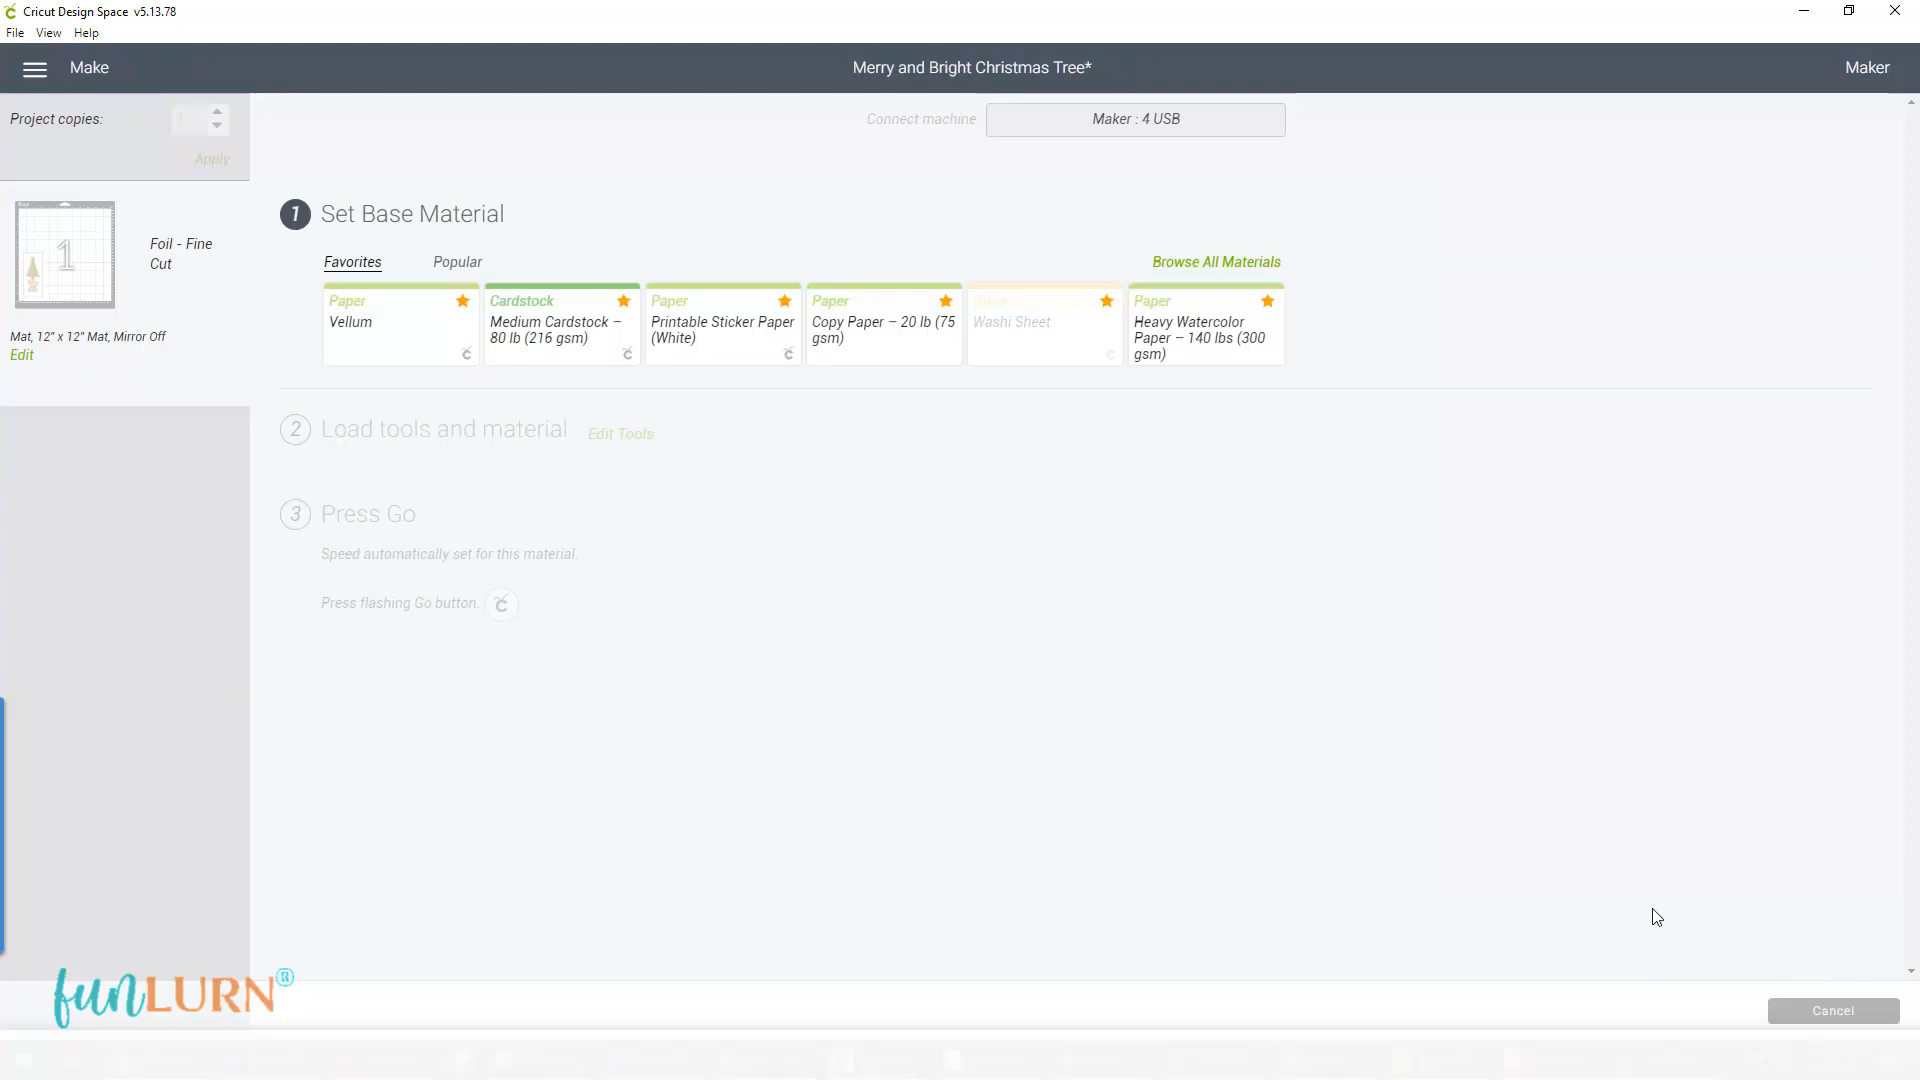 Cricut Design Space v5.13.78
File View Help
Make
Merry and Bright Christmas Tree*
Maker
Project copies:
Apply
Connect machine
Maker : 4 USB
1
Foil - Fine
Cut
Mat, 12" x 12" Mat, Mirror Off
Edit
1 Set Base Material
Favorites
Popular
Browse All Materials
Paper
Vellum
Cardstock
Medium Cardstock –
80 lb (216 gsm)
Paper
Printable Sticker Paper
(White)
Paper
Copy Paper – 20 lb (75
gsm)
Washi Sheet
Paper
Heavy Watercolor
Paper – 140 lbs (300
gsm)
2 Load tools and material
Edit Tools
3 Press Go
Speed automatically set for this material.
Press flashing Go button.
funLURN®
Cancel